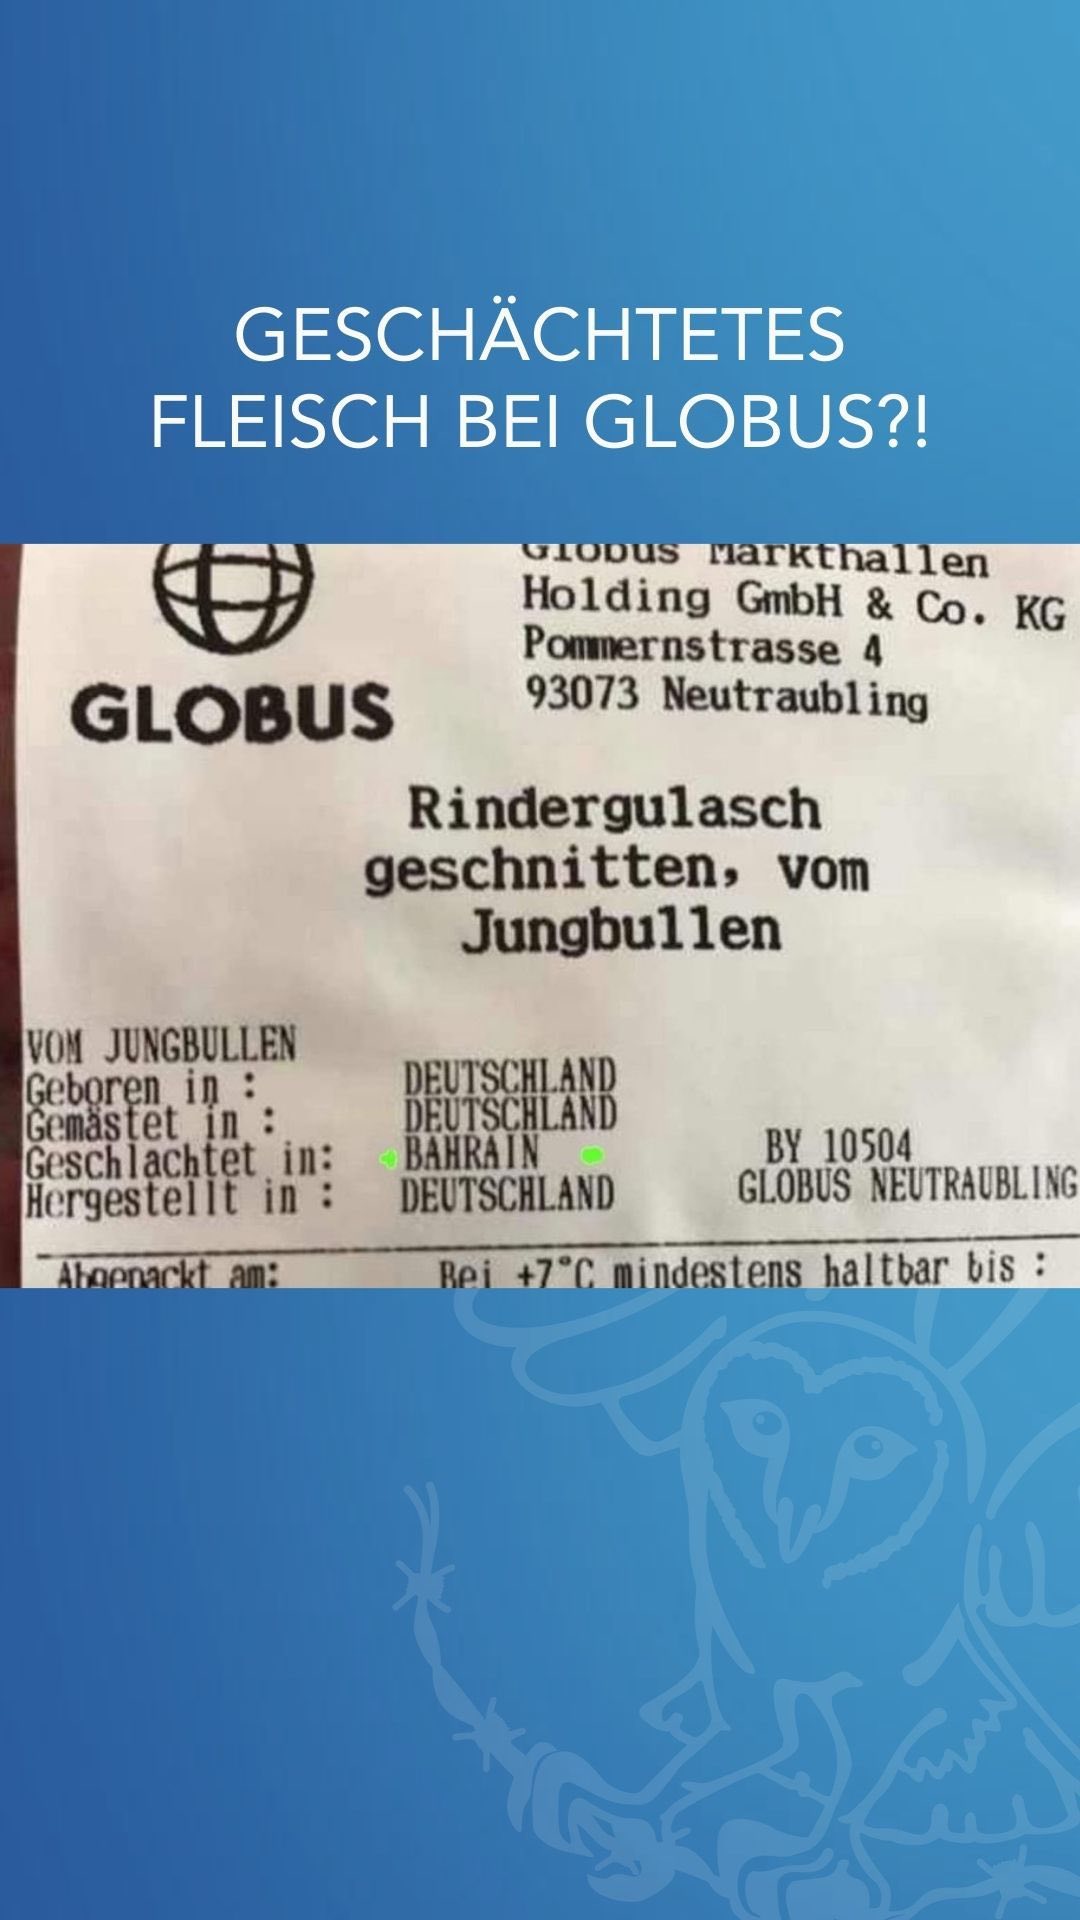 GESCHÄCHTETES
FLEISCH BEI GLOBUS?!
Globus Markthallen
Holding GmbH & Co. KG
Pommernstrasse 4
93073 Neutraubling
GLOBUS
Rindergulasch
geschnitten, vom
Jungbullen
VOM JUNGBULLEN
Geboren in : DEUTSCHLAND
Gemästet in : DEUTSCHLAND
Geschlachtet in: BAHRAIN BY 10504
Hergestellt in : DEUTSCHLAND GLOBUS NEUTRAUBLING
Abgepackt am: Bei +7°C mindestens haltbar bis :